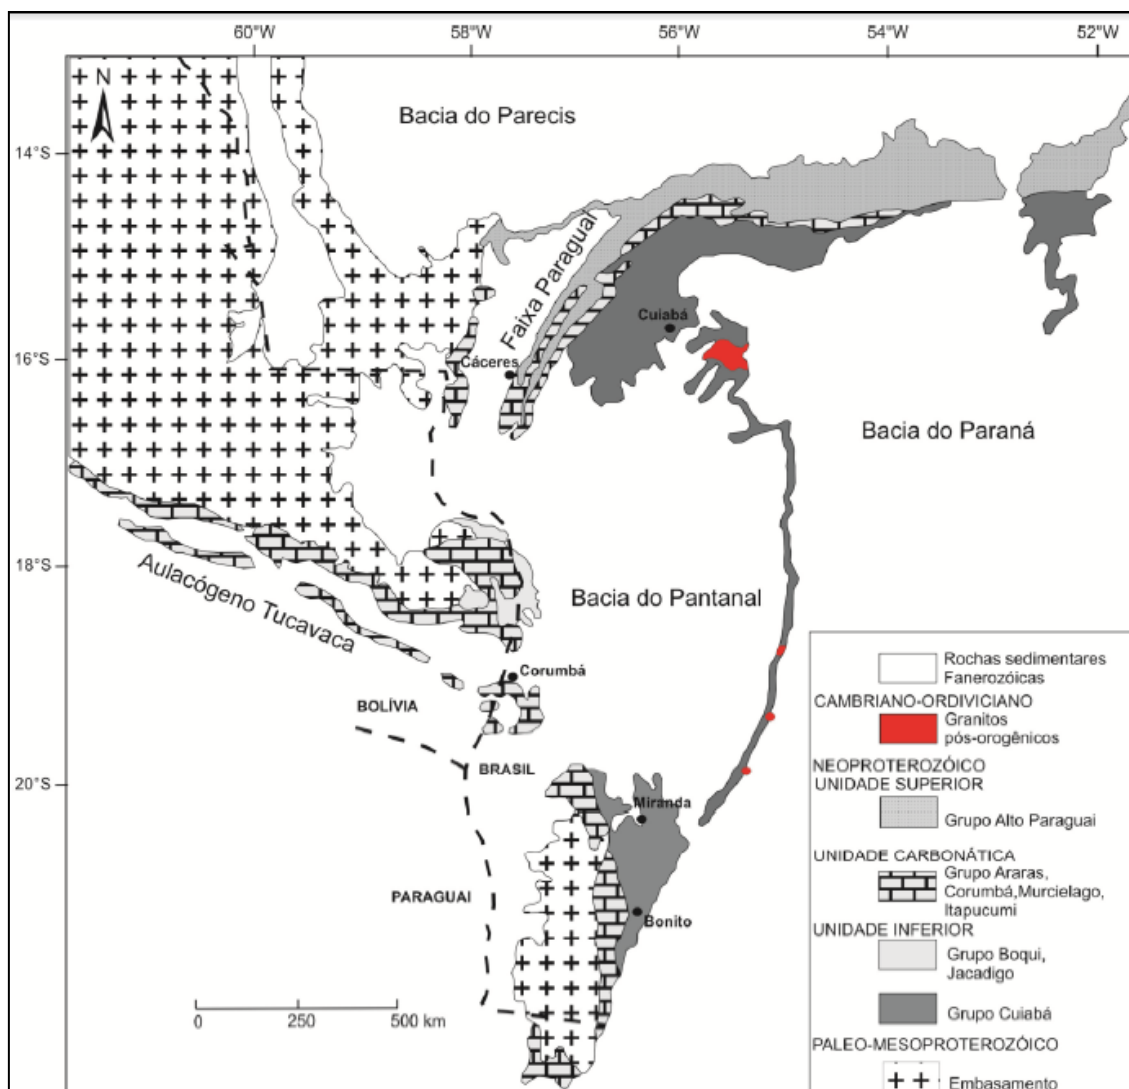 60°W 58°W 56°W 54°W 52°W
N
Bacia do Parecis
14°S
Faixa Paraguai
Cuiabá
16°S
Cáceres
Bacia do Paraná
18°S
Bacia do Pantanal
Aulacógeno Tucavaca
Corumbá
BOLÍVIA
BRASIL
20°S
Miranda
PARAGUAI
Bonito
0 250 500 km
Rochas sedimentares
Fanerozóicas
CAMBRIANO-ORDIVICIANO
Granitos
pós-orogênicos
NEOPROTEROZÓICO
UNIDADE SUPERIOR
Grupo Alto Paraguai
UNIDADE CARBONÁTICA
Grupo Araras,
Corumbá,Murcielago,
Itapucumi
UNIDADE INFERIOR
Grupo Boqui,
Jacadigo
Grupo Cuiabá
PALEO-MESOPROTEROZÓICO
Embasamento